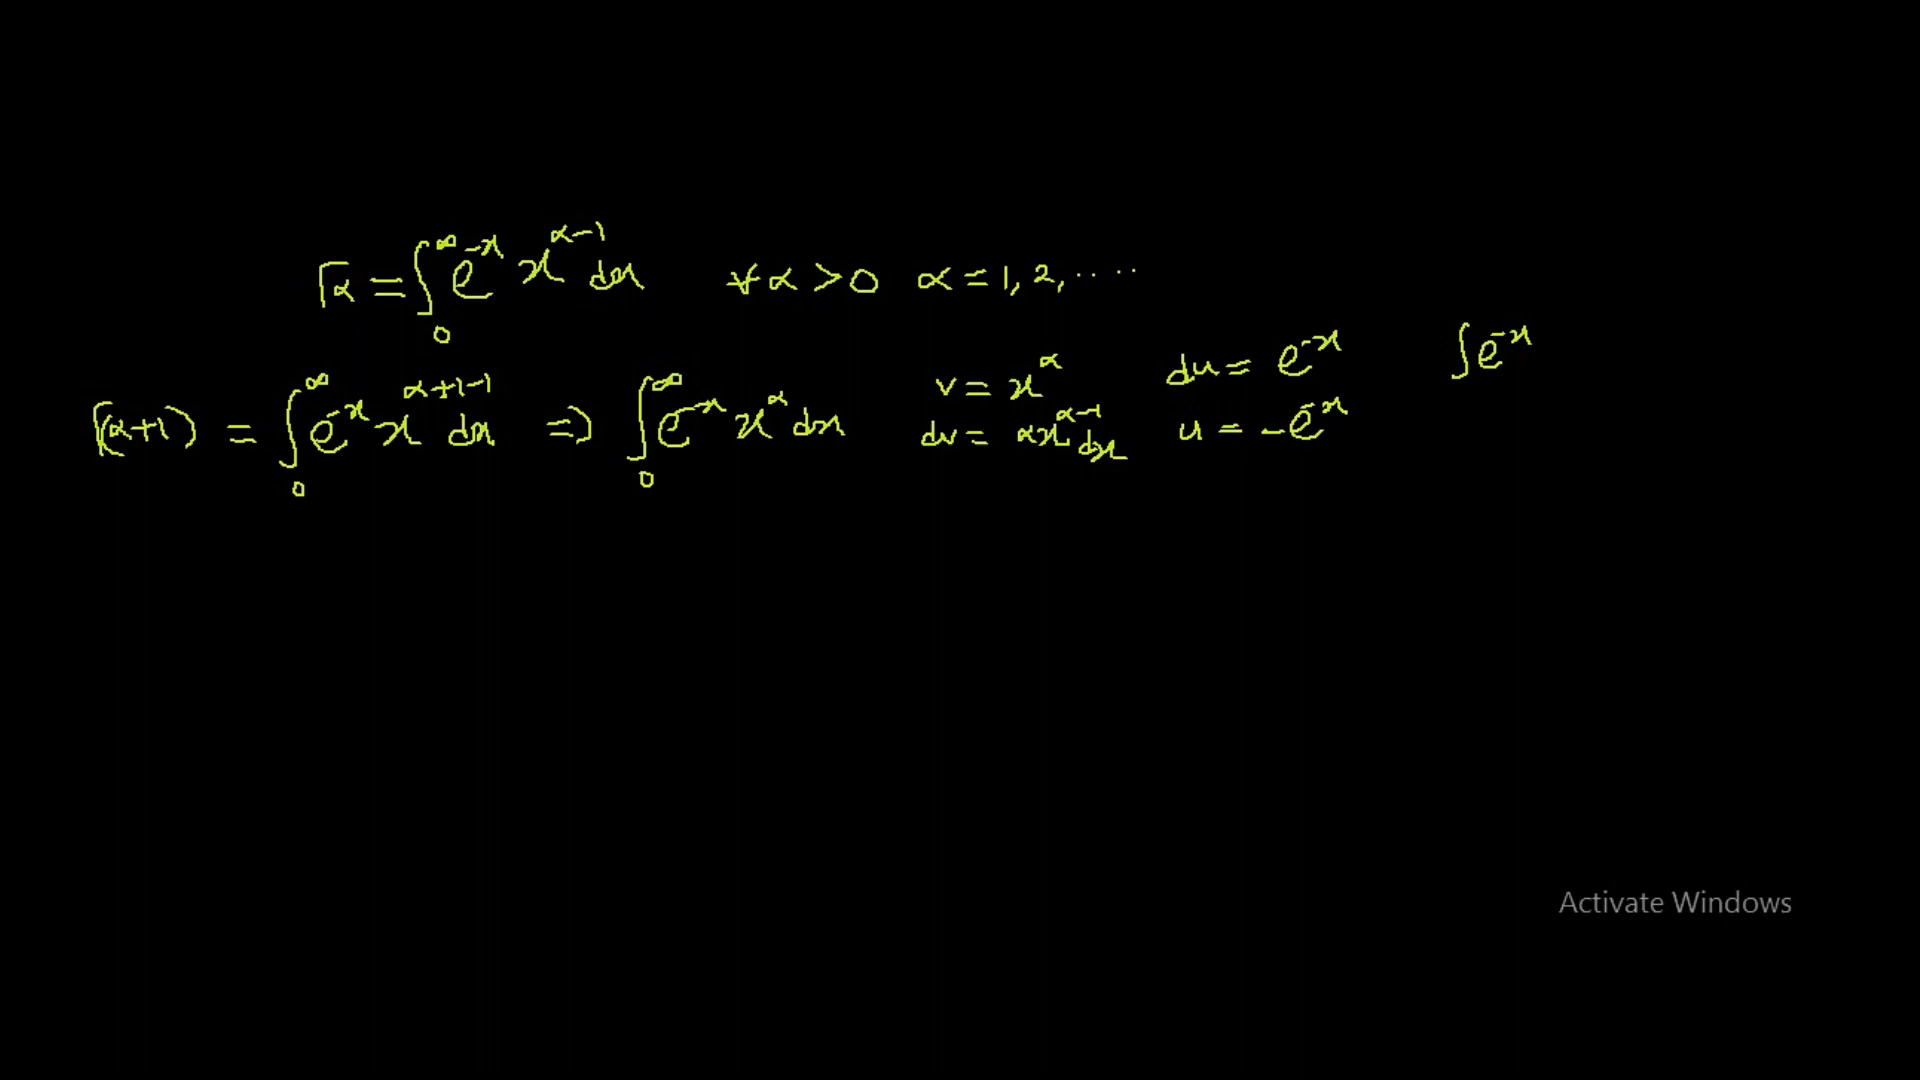 Γα = ∫₀^∞ e^{-x} x^{α-1} dx ∀ α > 0 α = 1, 2, ......
Γ(α+1) = ∫₀^∞ e^{-x} x^{α+1-1} dx ⇒ ∫₀^∞ e^{-x} x^α dx v = x^α du = e^{-x} ∫e^{-x}
dv = αx^{α-1} dx u = -e^{-x}
Activate Windows